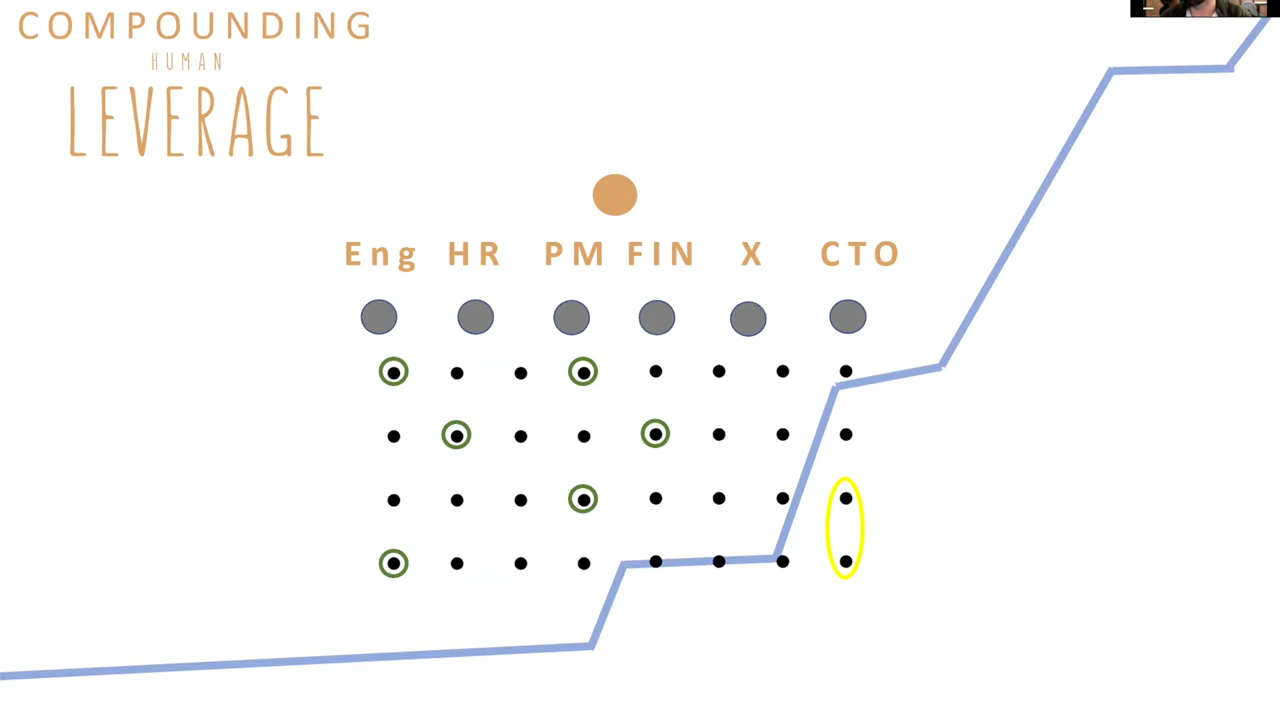 COMPOUNDING
HUMAN
LEVERAGE
Eng HR PM FIN X CTO